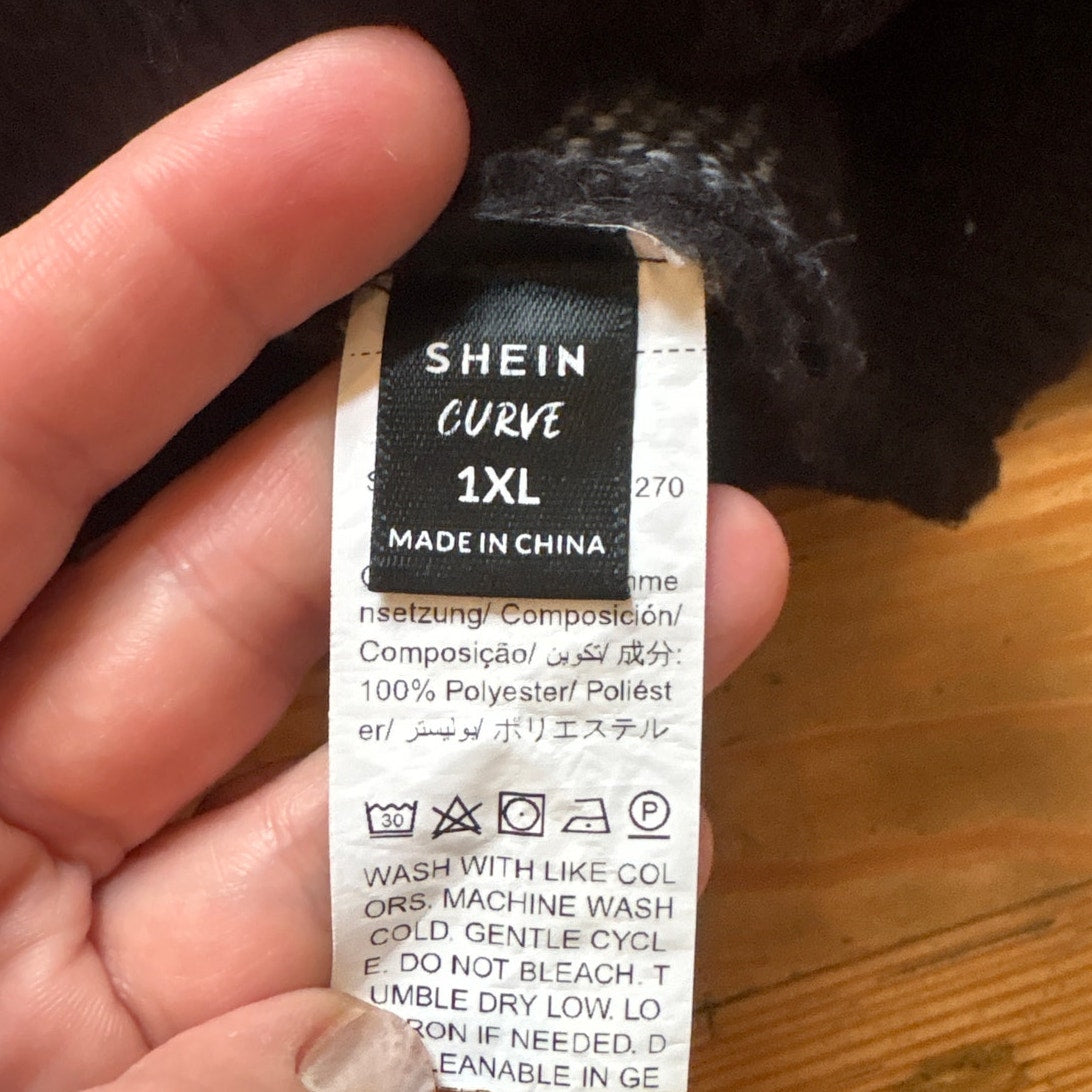 SHEIN
CURVE
1XL
MADE IN CHINA
270
nsetzung/ Composición/
Composição/ تكوين/ 成分:
100% Polyester/ Poliést
er/ بوليستر/ ポリエステル
30
P
WASH WITH LIKE COL
ORS. MACHINE WASH
COLD. GENTLE CYCL
E. DO NOT BLEACH. T
UMBLE DRY LOW. LO
RON IF NEEDED. D
LEANABLE IN GE